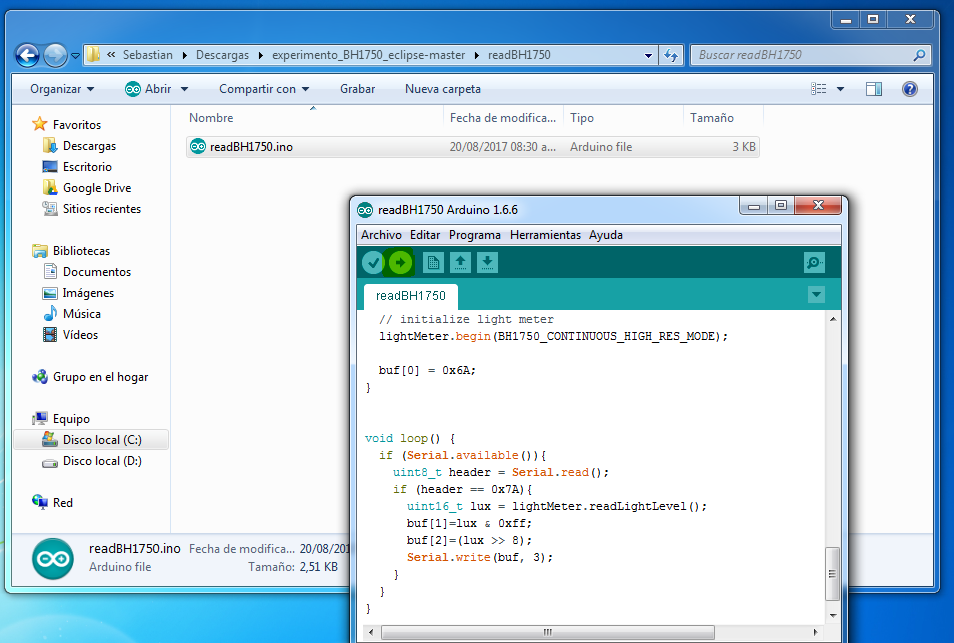 « Sebastian ▸ Descargas ▸ experimento_BH1750_eclipse-master ▸ readBH1750
Buscar readBH1750
Organizar Abrir Compartir con Grabar Nueva carpeta
Nombre Fecha de modifica... Tipo Tamaño
readBH1750.ino 20/08/2017 08:30 a... Arduino file 3 KB
Favoritos
Descargas
Escritorio
Google Drive
Sitios recientes
Bibliotecas
Documentos
Imágenes
Música
Vídeos
Grupo en el hogar
Equipo
Disco local (C:)
Disco local (D:)
Red
readBH1750.ino Fecha de modifica... 20/08/201
Arduino file Tamaño: 2,51 KB
readBH1750 Arduino 1.6.6
Archivo Editar Programa Herramientas Ayuda
readBH1750
// initialize light meter
lightMeter.begin(BH1750_CONTINUOUS_HIGH_RES_MODE);
buf[0] = 0x6A;
}
void loop() {
if (Serial.available()){
uint8_t header = Serial.read();
if (header == 0x7A){
uint16_t lux = lightMeter.readLightLevel();
buf[1]=lux & 0xff;
buf[2]=(lux >> 8);
Serial.write(buf, 3);
}
}
}